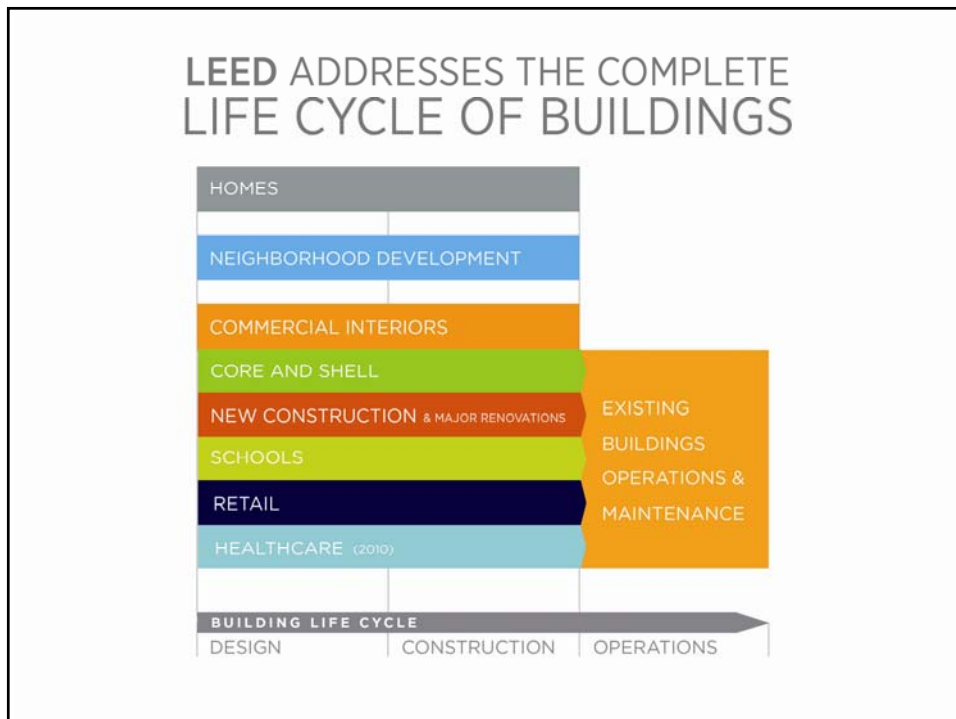 LEED ADDRESSES THE COMPLETE
LIFE CYCLE OF BUILDINGS
HOMES
NEIGHBORHOOD DEVELOPMENT
COMMERCIAL INTERIORS
CORE AND SHELL
NEW CONSTRUCTION & MAJOR RENOVATIONS
SCHOOLS
RETAIL
HEALTHCARE (2010)
EXISTING
BUILDINGS
OPERATIONS &
MAINTENANCE
BUILDING LIFE CYCLE
DESIGN
CONSTRUCTION
OPERATIONS